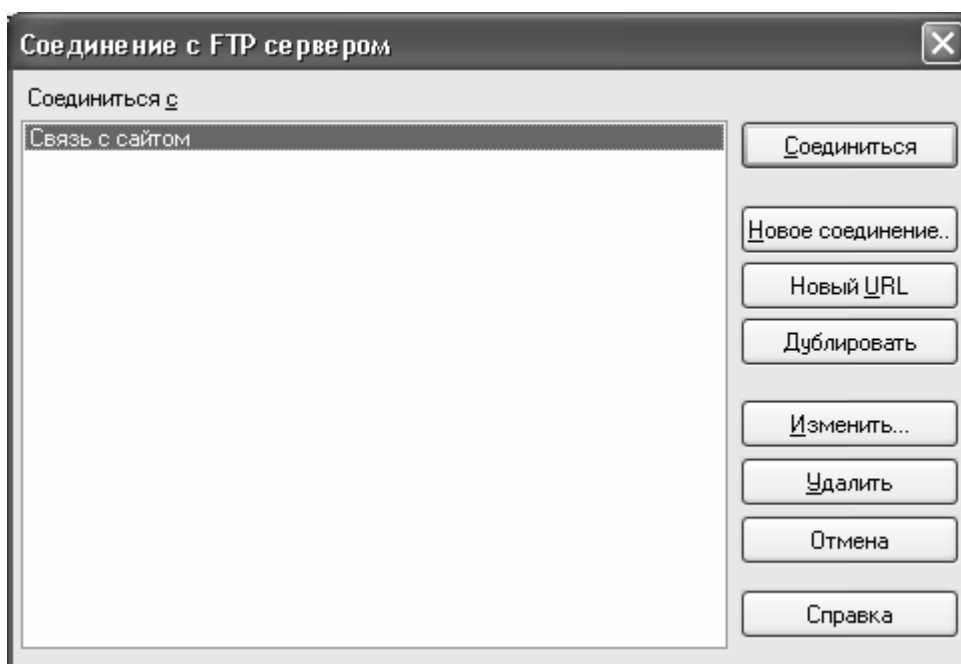 Соединение с FTP сервером
Соединиться с
Связь с сайтом
Соединиться
Новое соединение..
Новый URL
Дублировать
Изменить...
Удалить
Отмена
Справка